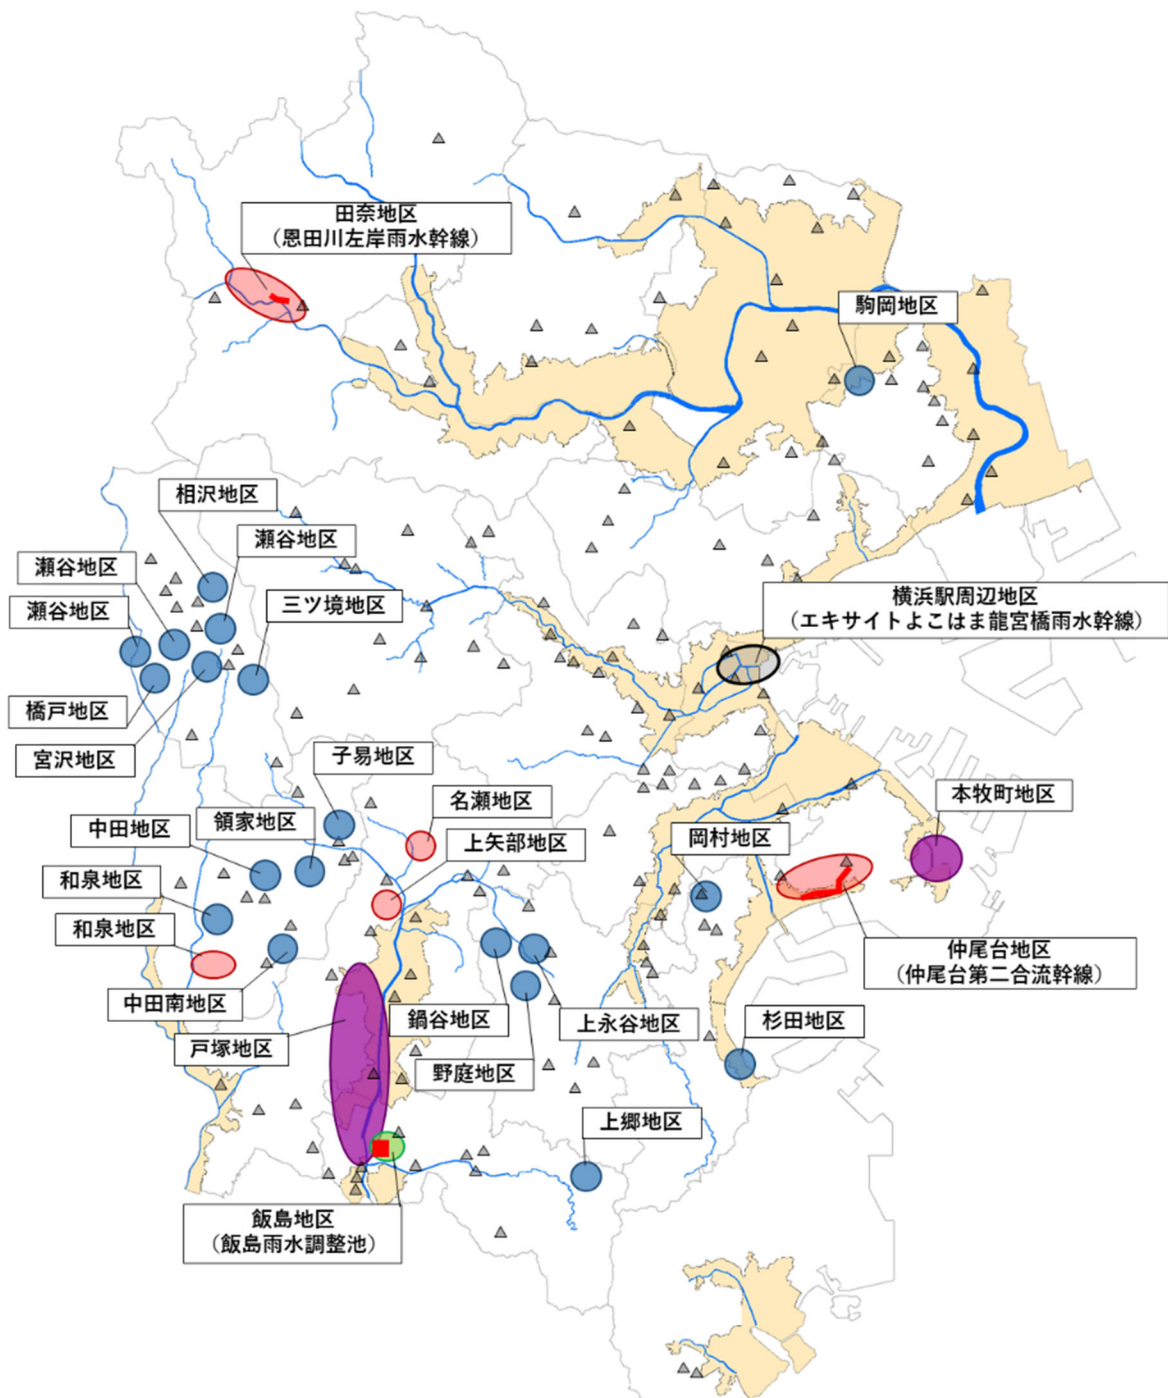 田奈地区
（恩田川左岸雨水幹線）
駒岡地区
相沢地区
瀬谷地区
瀬谷地区
瀬谷地区
三ツ境地区
横浜駅周辺地区
（エキサイトよこはま龍宮橋雨水幹線）
橋戸地区
宮沢地区
子易地区
名瀬地区
本牧町地区
領家地区
中田地区
上矢部地区
岡村地区
和泉地区
和泉地区
仲尾台地区
（仲尾台第二合流幹線）
中田南地区
鍋谷地区
上永谷地区
杉田地区
戸塚地区
野庭地区
上郷地区
飯島地区
（飯島雨水調整池）